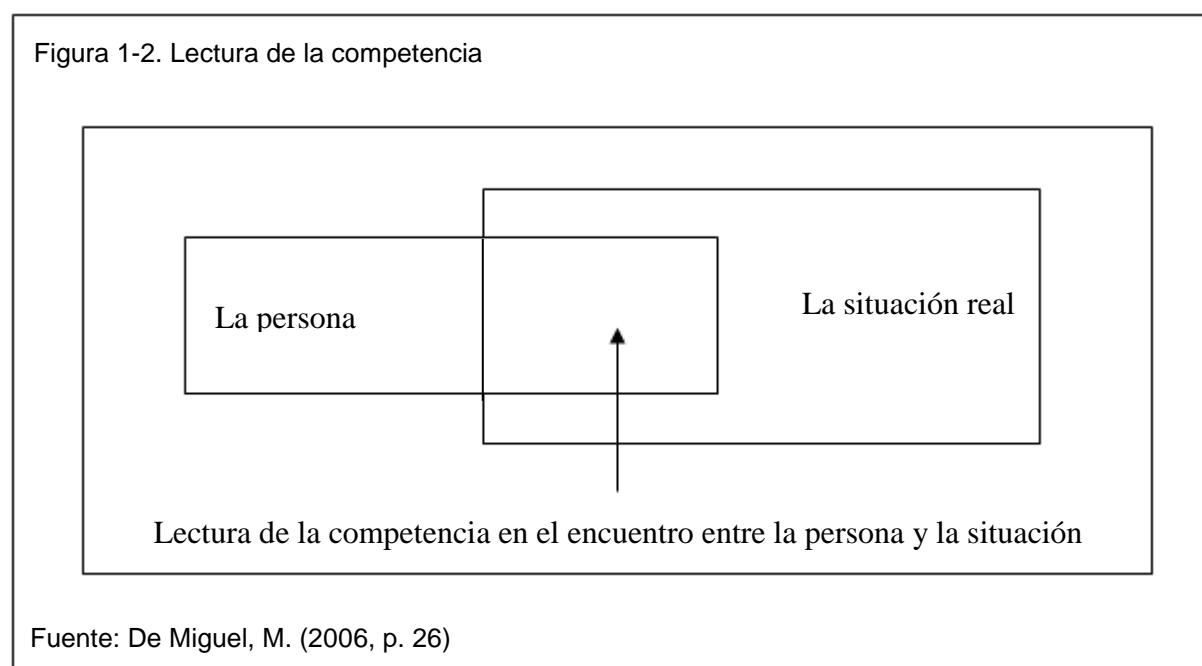 Figura 1-2. Lectura de la competencia
La persona
La situación real
Lectura de la competencia en el encuentro entre la persona y la situación
Fuente: De Miguel, M. (2006, p. 26)